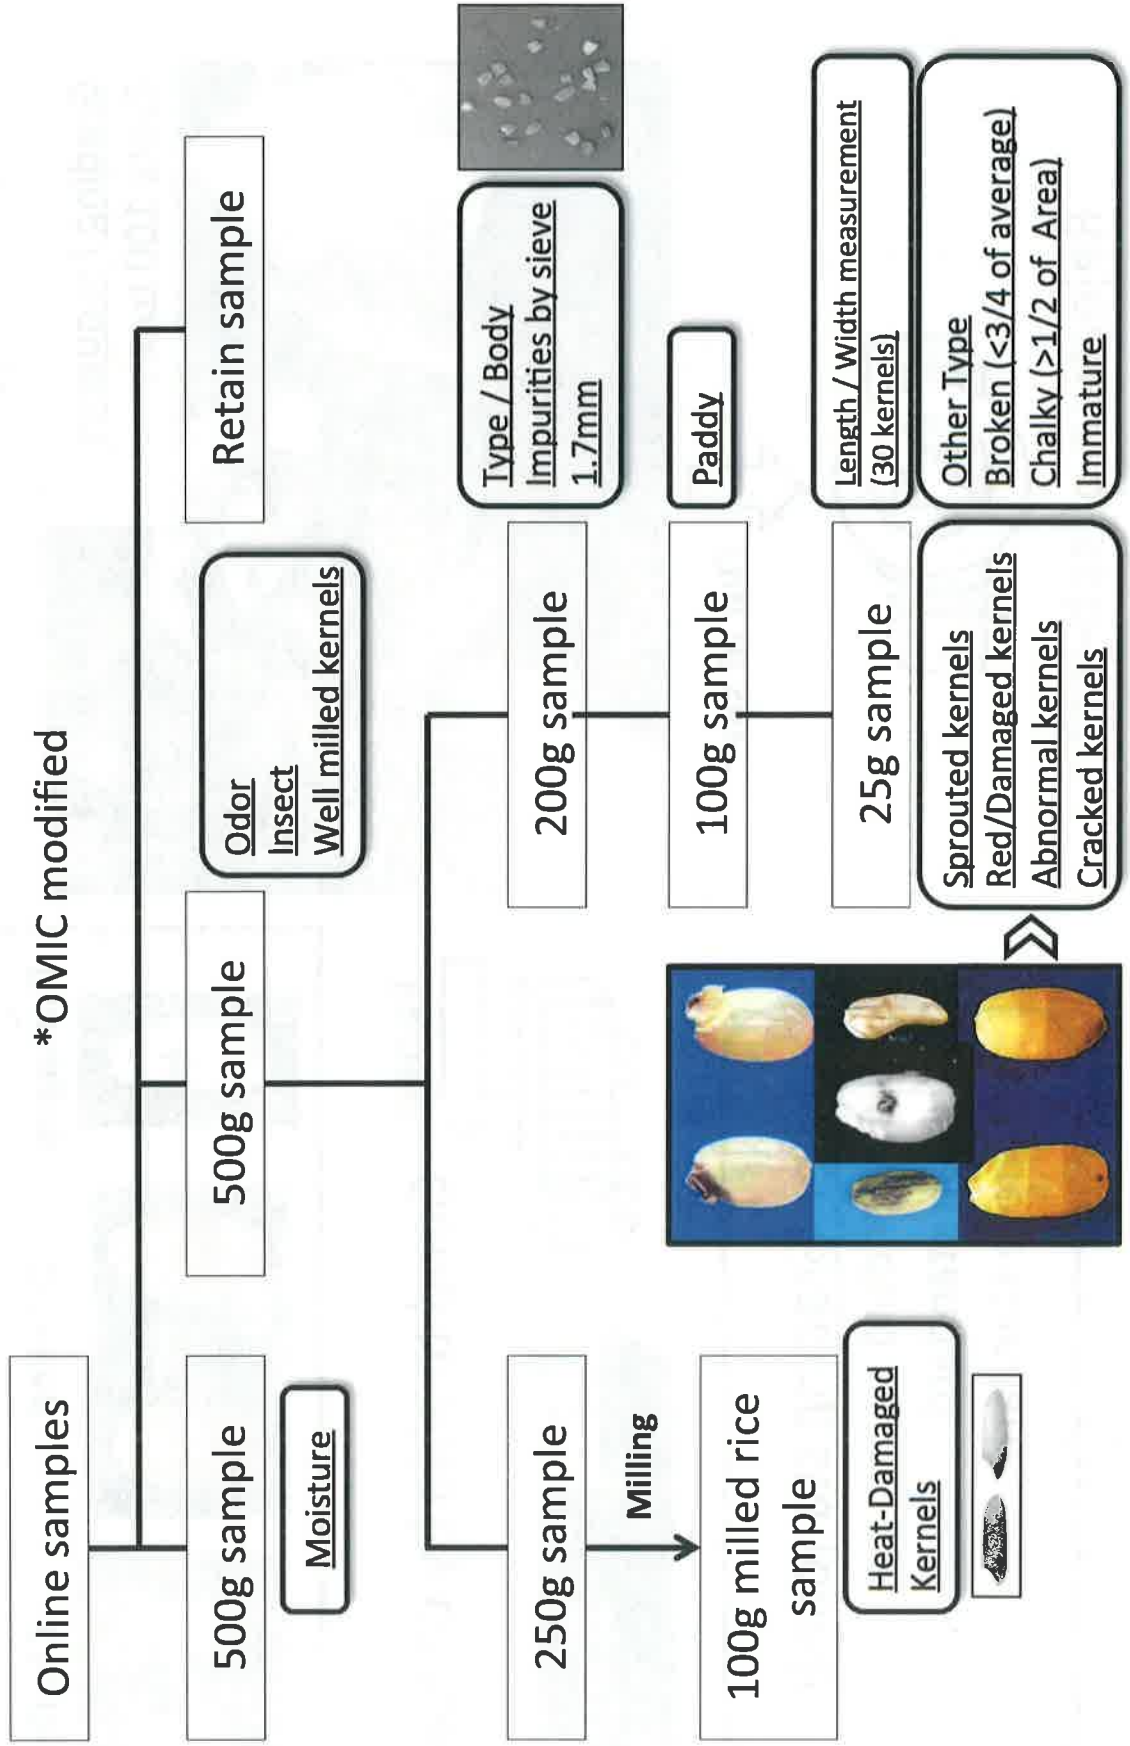 *OMIC modified
Online samples
500g sample
Moisture
500g sample
Odor
Insect
Well milled kernels
Retain sample
250g sample
Milling
100g milled rice
sample
Heat-Damaged
Kernels
200g sample
Type / Body
Impurities by sieve
1.7mm
100g sample
Paddy
25g sample
Length / Width measurement
(30 kernels)
Sprouted kernels
Red/Damaged kernels
Abnormal kernels
Cracked kernels
Other Type
Broken (<3/4 of average)
Chalky (>1/2 of Area)
Immature